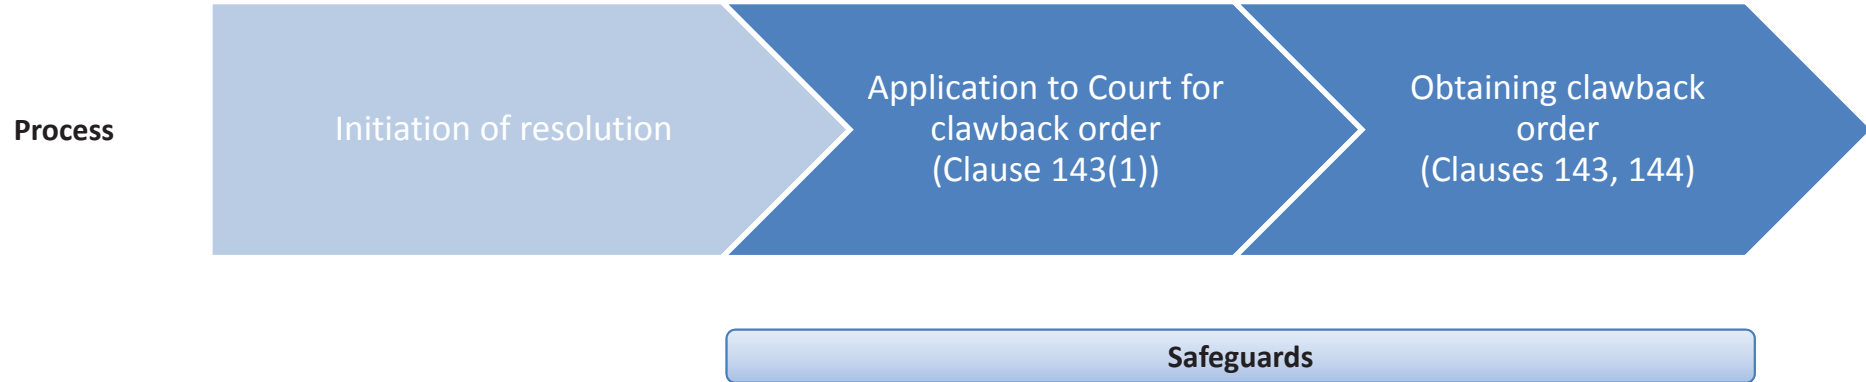 Process
Initiation of resolution
Application to Court for
clawback order
(Clause 143(1))
Obtaining clawback
order
(Clauses 143, 144)
Safeguards